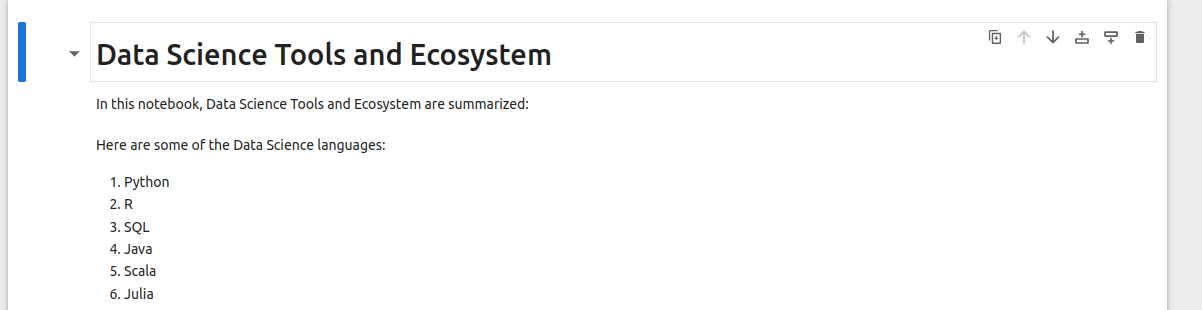 Data Science Tools and Ecosystem
In this notebook, Data Science Tools and Ecosystem are summarized:
Here are some of the Data Science languages:
1. Python
2. R
3. SQL
4. Java
5. Scala
6. Julia